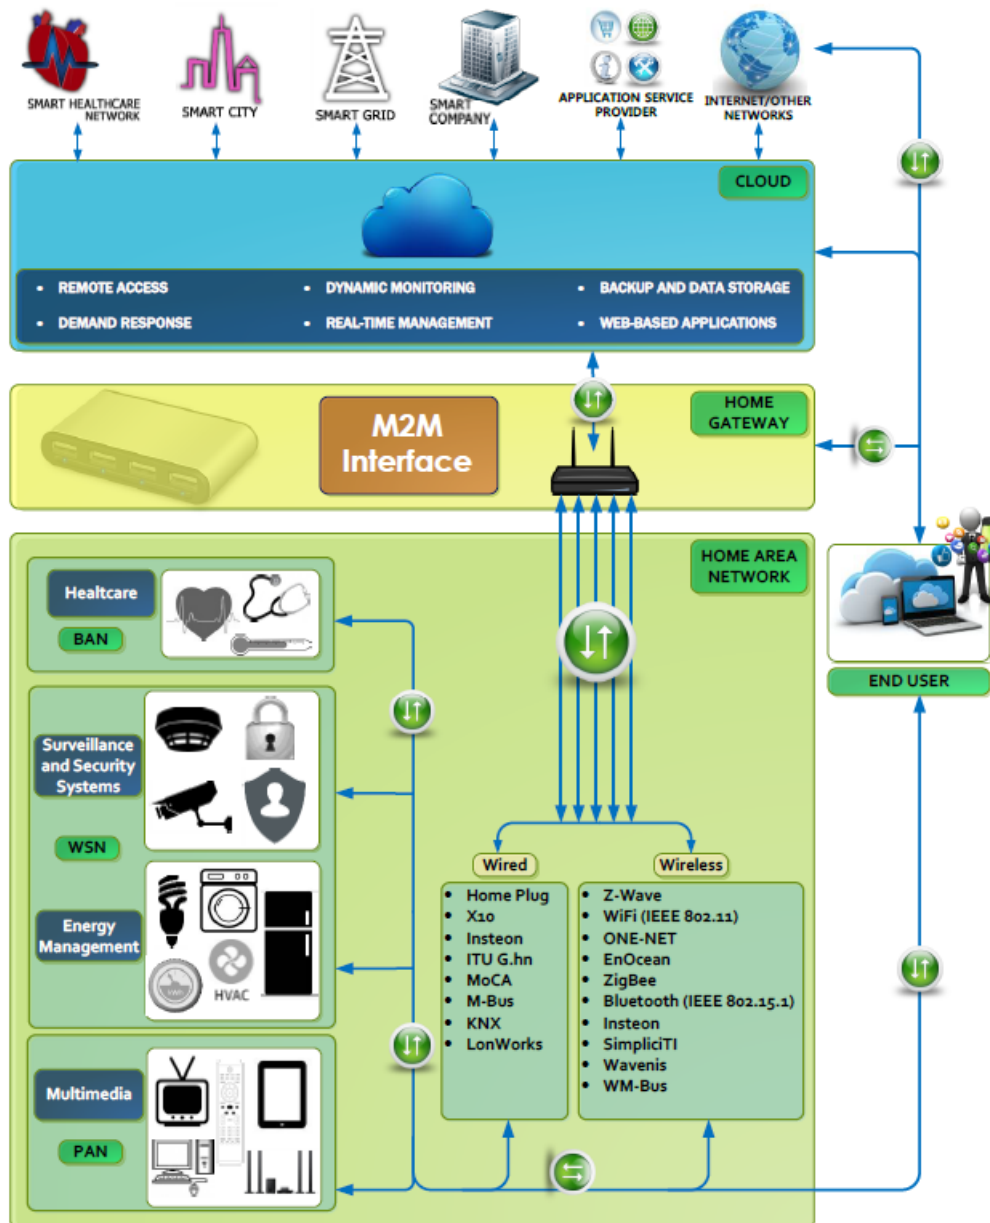 SMART HEALTHCARE
NETWORK
SMART CITY
SMART GRID
SMART
COMPANY
APPLICATION SERVICE
PROVIDER
INTERNET/OTHER
NETWORKS
CLOUD
• REMOTE ACCESS
• DYNAMIC MONITORING
• BACKUP AND DATA STORAGE
• DEMAND RESPONSE
• REAL-TIME MANAGEMENT
• WEB-BASED APPLICATIONS
M2M
Interface
HOME
GATEWAY
HOME AREA
NETWORK
Healtcare
BAN
Surveillance
and Security
Systems
WSN
Energy
Management
HVAC
Multimedia
PAN
END USER
Wired
• Home Plug
• X10
• Insteon
• ITU G.hn
• MoCA
• M-Bus
• KNX
• LonWorks
Wireless
• Z-Wave
• WiFi (IEEE 802.11)
• ONE-NET
• EnOcean
• ZigBee
• Bluetooth (IEEE 802.15.1)
• Insteon
• SimpliciTI
• Wavenis
• WM-Bus